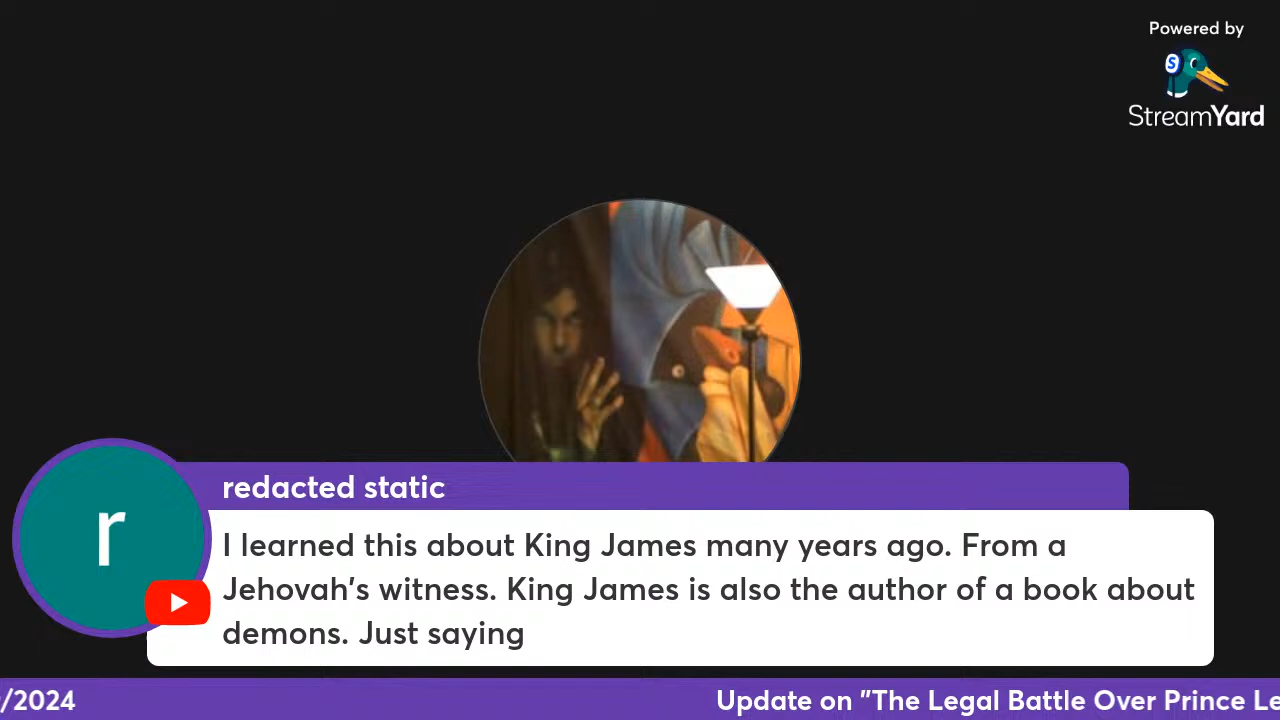 Powered by
S
StreamYard
redacted static
r
I learned this about King James many years ago. From a
Jehovah's witness. King James is also the author of a book about
demons. Just saying
/2024
Update on "The Legal Battle Over Prince Le